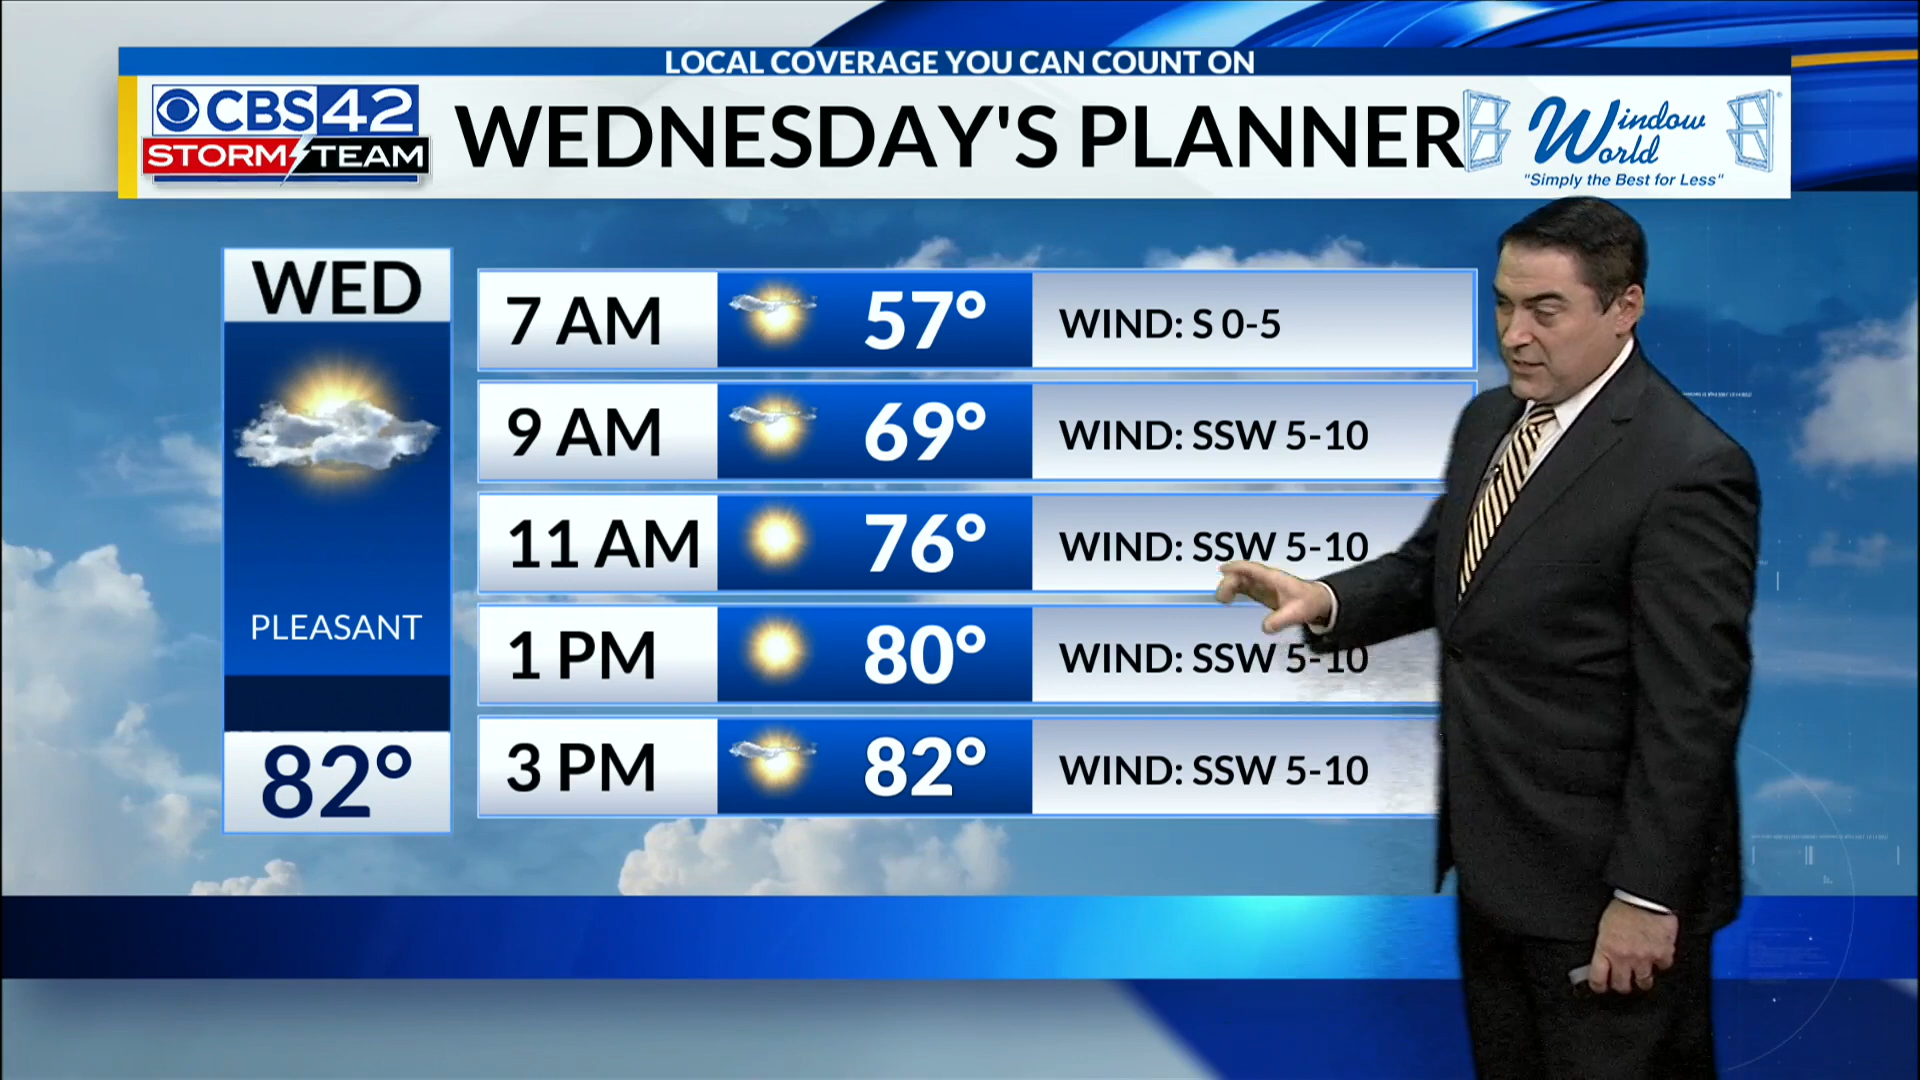 LOCAL COVERAGE YOU CAN COUNT ON
CBS 42
STORM TEAM
WEDNESDAY'S PLANNER
Window World
"Simply the Best for Less"
WED
PLEASANT
82°
7 AM 57° WIND: S 0-5
9 AM 69° WIND: SSW 5-10
11 AM 76° WIND: SSW 5-10
1 PM 80° WIND: SSW 5-10
3 PM 82° WIND: SSW 5-10